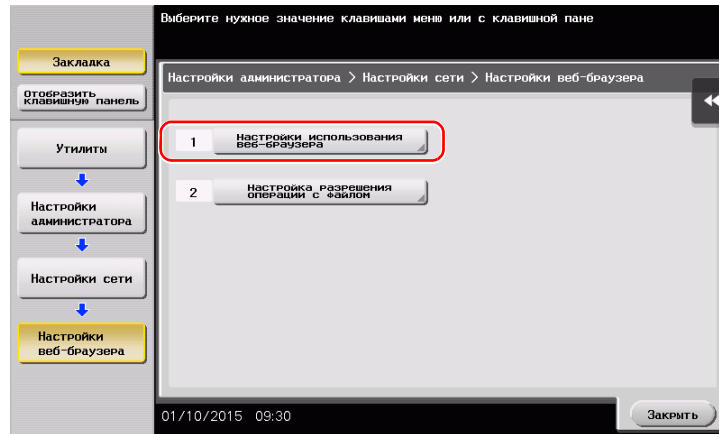 Выберите нужное значение клавишами меню или с клавишной пане
Закладка
Отобразить
клавишную панель
Настройки администратора > Настройки сети > Настройки веб-браузера
Утилиты
1 Настройки использования
веб-браузера
2 Настройка разрешения
операции с файлом
Настройки
администратора
Настройки сети
Настройки
веб-браузера
01/10/2015 09:30
Закрыть